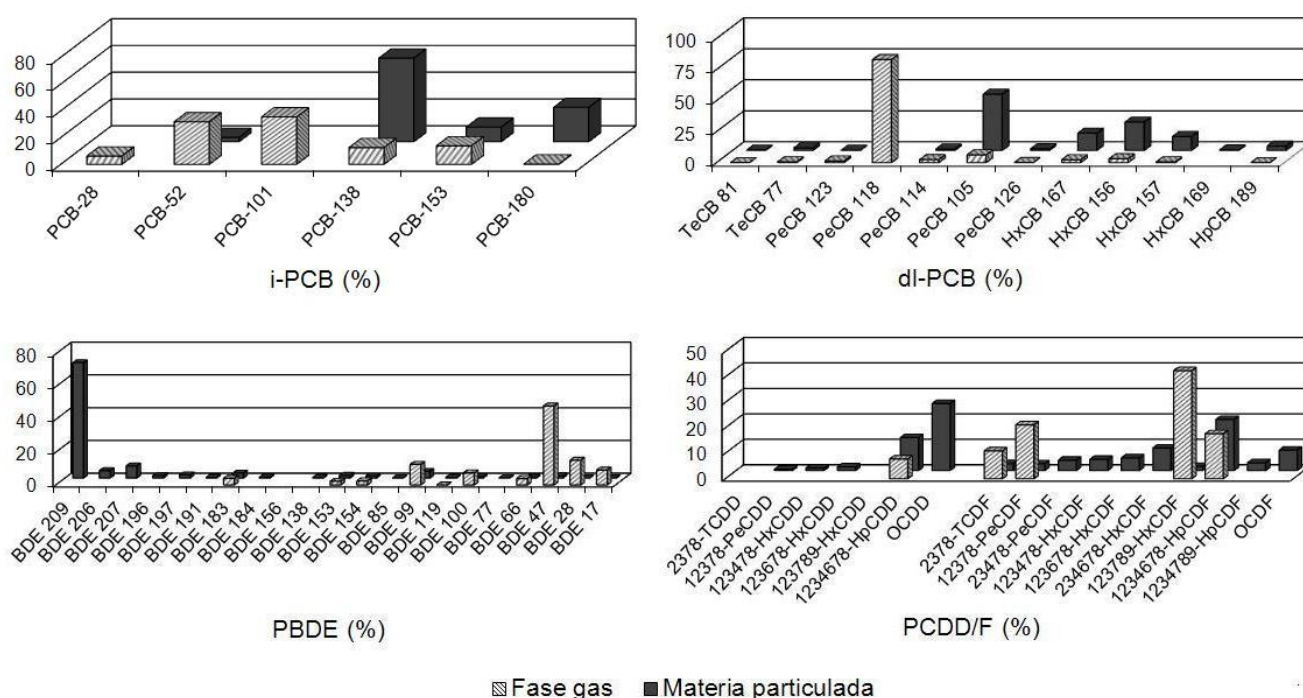 80
60
40
20
0
PCB-28
PCB-52
PCB-101
PCB-138
PCB-153
PCB-180
i-PCB (%)
100
75
50
25
0
TeCB 81
TeCB 77
PeCB 123
PeCB 118
PeCB 114
PeCB 105
PeCB 126
HxCB 167
HxCB 156
HxCB 157
HxCB 169
HpCB 189
dl-PCB (%)
80
60
40
20
0
BDE 209
BDE 206
BDE 207
BDE 196
BDE 197
BDE 191
BDE 183
BDE 184
BDE 156
BDE 138
BDE 153
BDE 154
BDE 85
BDE 99
BDE 119
BDE 100
BDE 77
BDE 66
BDE 47
BDE 28
BDE 17
PBDE (%)
50
40
30
20
10
0
2378-TCDD
12378-PeCDD
123478-HxCDD
123678-HxCDD
123789-HxCDD
1234678-HpCDD
OCDD
2378-TCDF
12378-PeCDF
23478-PeCDF
123478-HxCDF
123678-HxCDF
234678-HxCDF
123789-HxCDF
1234678-HpCDF
1234789-HpCDF
OCDF
PCDD/F (%)
Fase gas Materia particulada